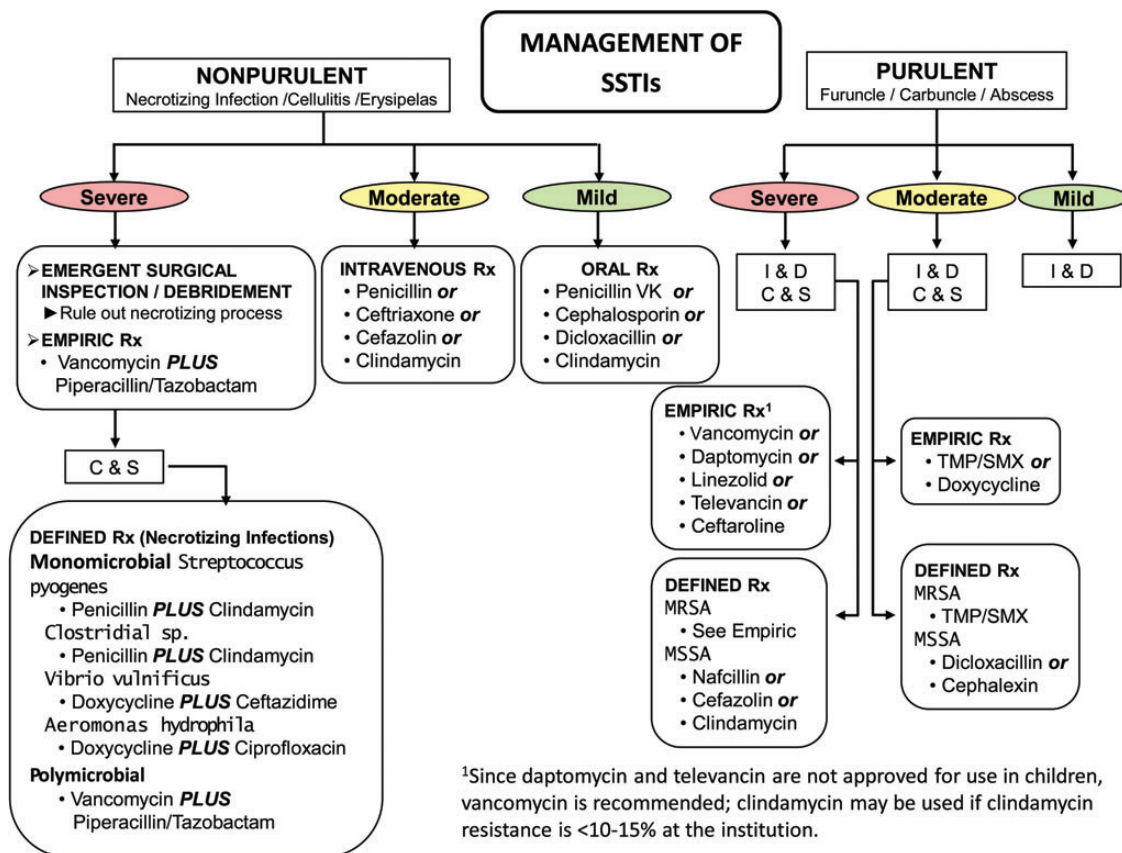 MANAGEMENT OF
SSTIs
NONPURULENT
Necrotizing Infection /Cellulitis /Erysipelas
PURULENT
Furuncle / Carbuncle / Abscess
Severe
Moderate
Mild
Severe
Moderate
Mild
➢EMERGENT SURGICAL
INSPECTION / DEBRIDEMENT
►Rule out necrotizing process
➢EMPIRIC Rx
• Vancomycin PLUS
Piperacillin/Tazobactam
INTRAVENOUS Rx
• Penicillin or
• Ceftriaxone or
• Cefazolin or
• Clindamycin
ORAL Rx
• Penicillin VK or
• Cephalosporin or
• Dicloxacillin or
• Clindamycin
I & D
C & S
I & D
C & S
I & D
C & S
DEFINED Rx (Necrotizing Infections)
Monomicrobial Streptococcus
pyogenes
• Penicillin PLUS Clindamycin
Clostridial sp.
• Penicillin PLUS Clindamycin
Vibrio vulnificus
• Doxycycline PLUS Ceftazidime
Aeromonas hydrophila
• Doxycycline PLUS Ciprofloxacin
Polymicrobial
• Vancomycin PLUS
Piperacillin/Tazobactam
EMPIRIC Rx¹
• Vancomycin or
• Daptomycin or
• Linezolid or
• Televancin or
• Ceftaroline
EMPIRIC Rx
• TMP/SMX or
• Doxycycline
DEFINED Rx
MRSA
• See Empiric
MSSA
• Nafcillin or
• Cefazolin or
• Clindamycin
DEFINED Rx
MRSA
• TMP/SMX
MSSA
• Dicloxacillin or
• Cephalexin
¹Since daptomycin and televancin are not approved for use in children,
vancomycin is recommended; clindamycin may be used if clindamycin
resistance is <10-15% at the institution.